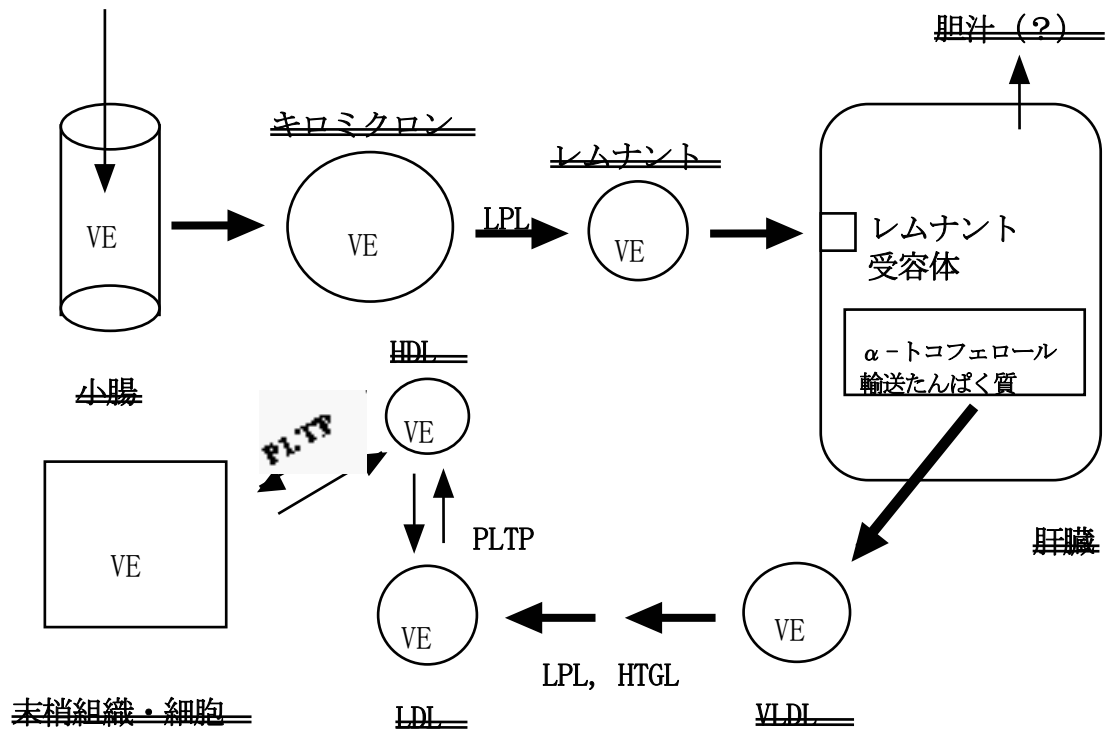 胆汁（？）
キロミクロン
レムナント
VE
VE
LPL
VE
レムナント
受容体
α-トコフェロール
輸送たんぱく質
小腸
HDL
VE
PLTP
PLTP
VE
肝臓
VE
VE
LPL, HTGL
末梢組織・細胞
LDL
VLDL